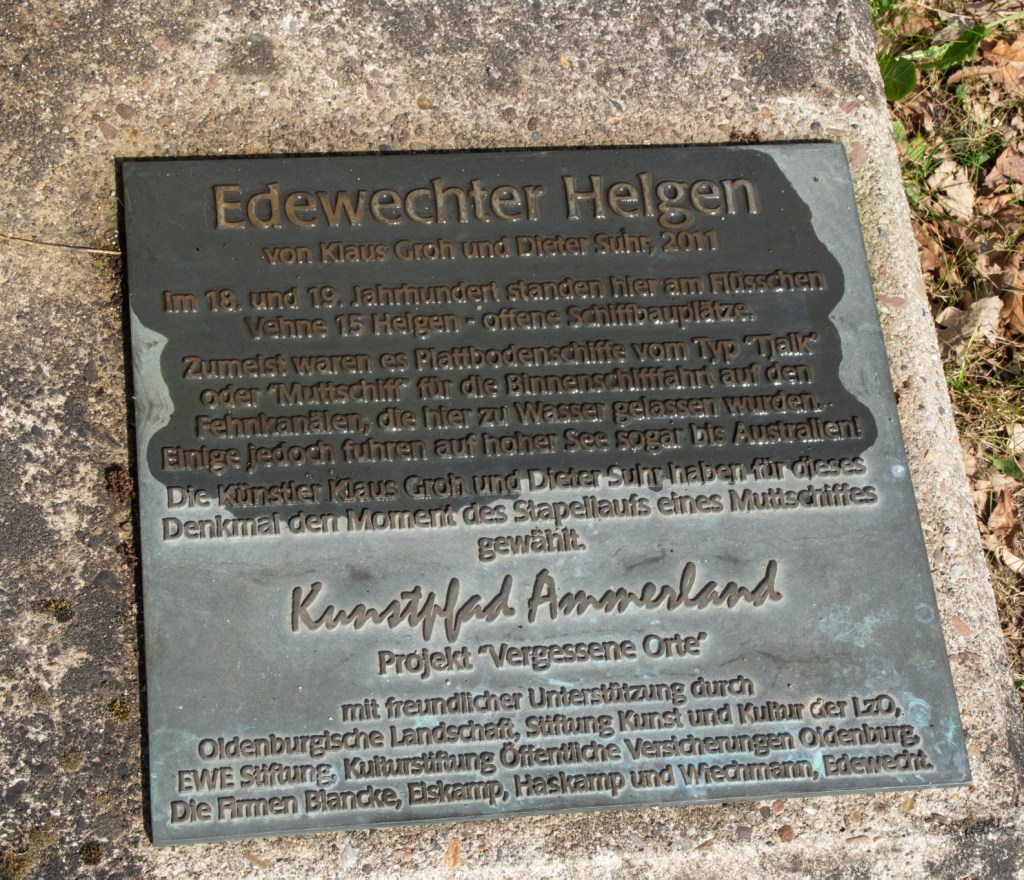 Edewechter Helgen
von Klaus Groh und Dieter Suhr, 2011
Im 18. und 19. Jahrhundert standen hier am Flüsschen
Vehne 15 Helgen - offene Schiffbauplätze.
Zumeist waren es Plattbodenschiffe vom Typ "Tjalk"
oder "Muttschiff" für die Binnenschifffahrt auf den
Fehnkanälen, die hier zu Wasser gelassen wurden..
Einige jedoch fuhren auf hoher See sogar bis Australien!
Die Künstler Klaus Groh und Dieter Suhr haben für dieses
Denkmal den Moment des Stapellaufs eines Muttschiffes
gewählt.
Kunstpfad Ammerland
Projekt "Vergessene Orte"
mit freundlicher Unterstützung durch
Oldenburgische Landschaft, Stiftung Kunst und Kultur der LzO,
EWE Stiftung, Kulturstiftung Öffentliche Versicherungen Oldenburg,
Die Firmen Blancke, Elskamp, Haskamp und Wiechmann, Edewecht.